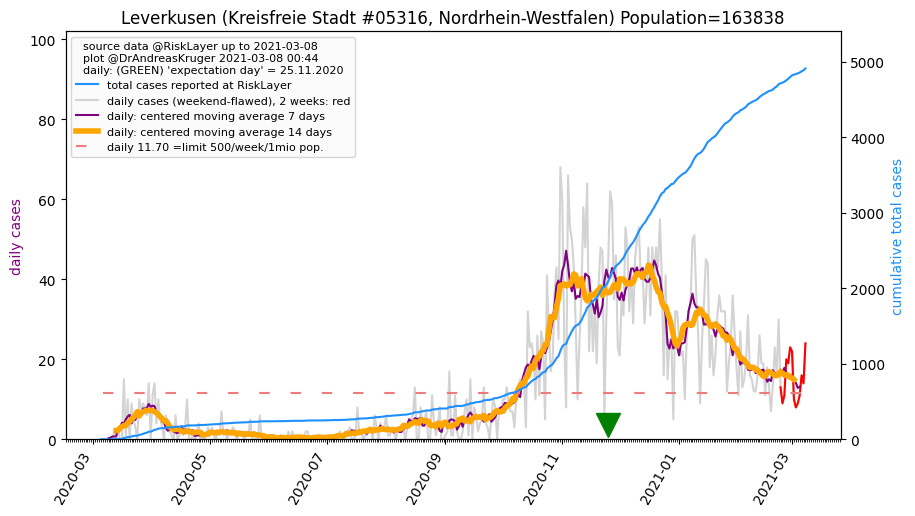 Leverkusen (Kreisfreie Stadt #05316, Nordrhein-Westfalen) Population=163838
source data @RiskLayer up to 2021-03-08
plot @DrAndreasKruger 2021-03-08 00:44
daily: (GREEN) 'expectation day' = 25.11.2020
total cases reported at RiskLayer
daily cases (weekend-flawed), 2 weeks: red
daily: centered moving average 7 days
daily: centered moving average 14 days
daily 11.70 =limit 500/week/1mio pop.
daily cases
100
80
60
40
20
0
cumulative total cases
5000
4000
3000
2000
1000
0
2020-03
2020-05
2020-07
2020-09
2020-11
2021-01
2021-03